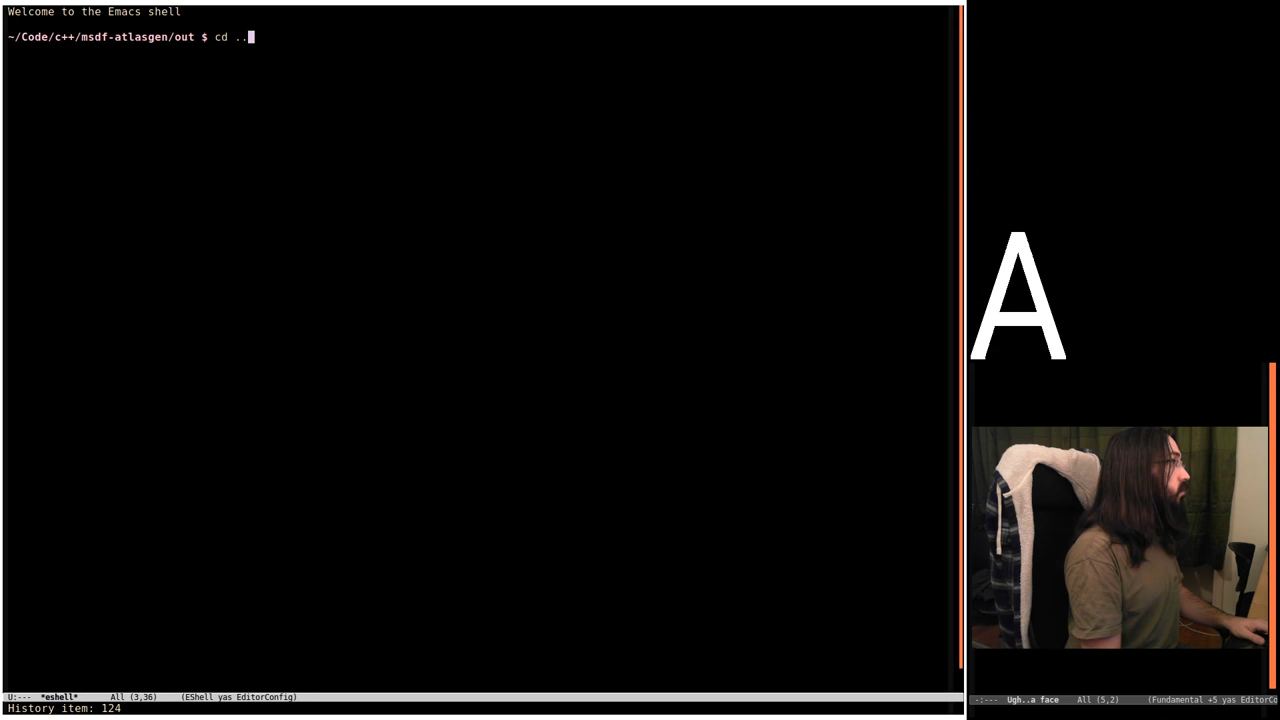 Welcome to the Emacs shell
~/Code/c++/msdf-atlasgen/out $ cd ..
A
U:--- *eshell* All (3,36) (EShell yas EditorConfig)
History item: 124
-:--- Ugh..a face All (5,2) (Fundamental +5 yas EditorCo